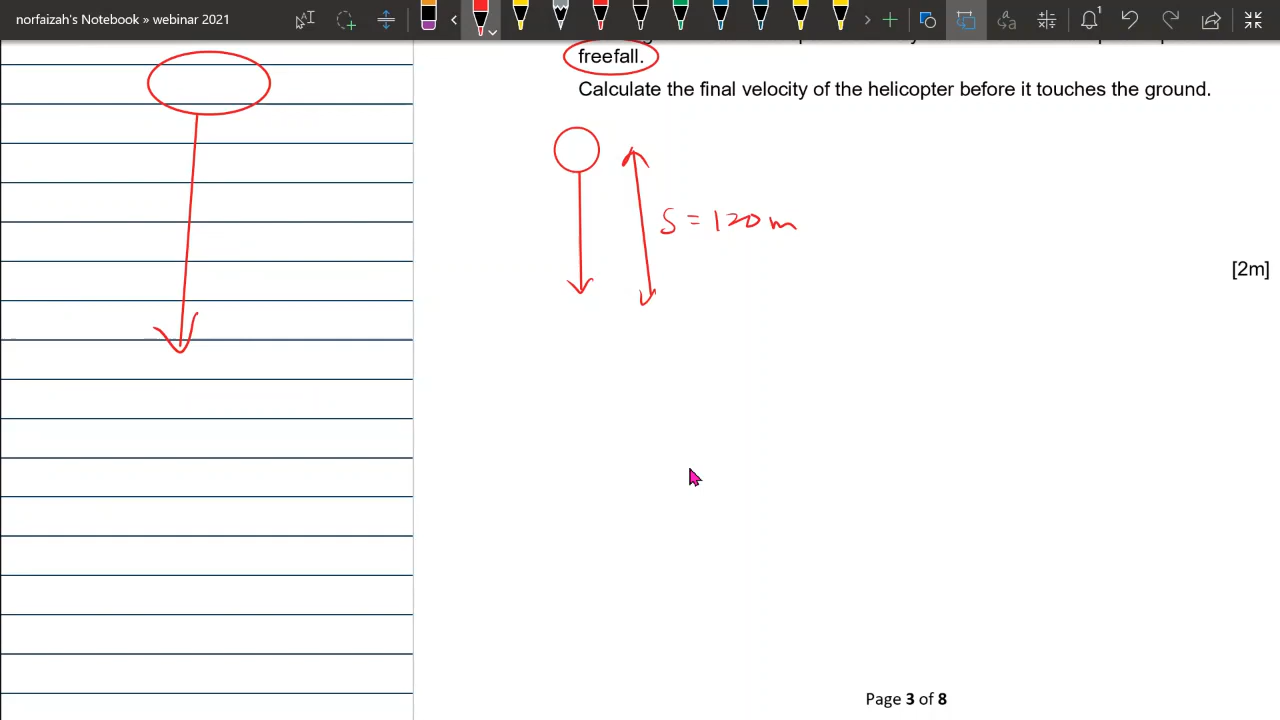 norfaizah's Notebook » webinar 2021
freefall.
Calculate the final velocity of the helicopter before it touches the ground.
S = 120 m
[2m]
Page 3 of 8